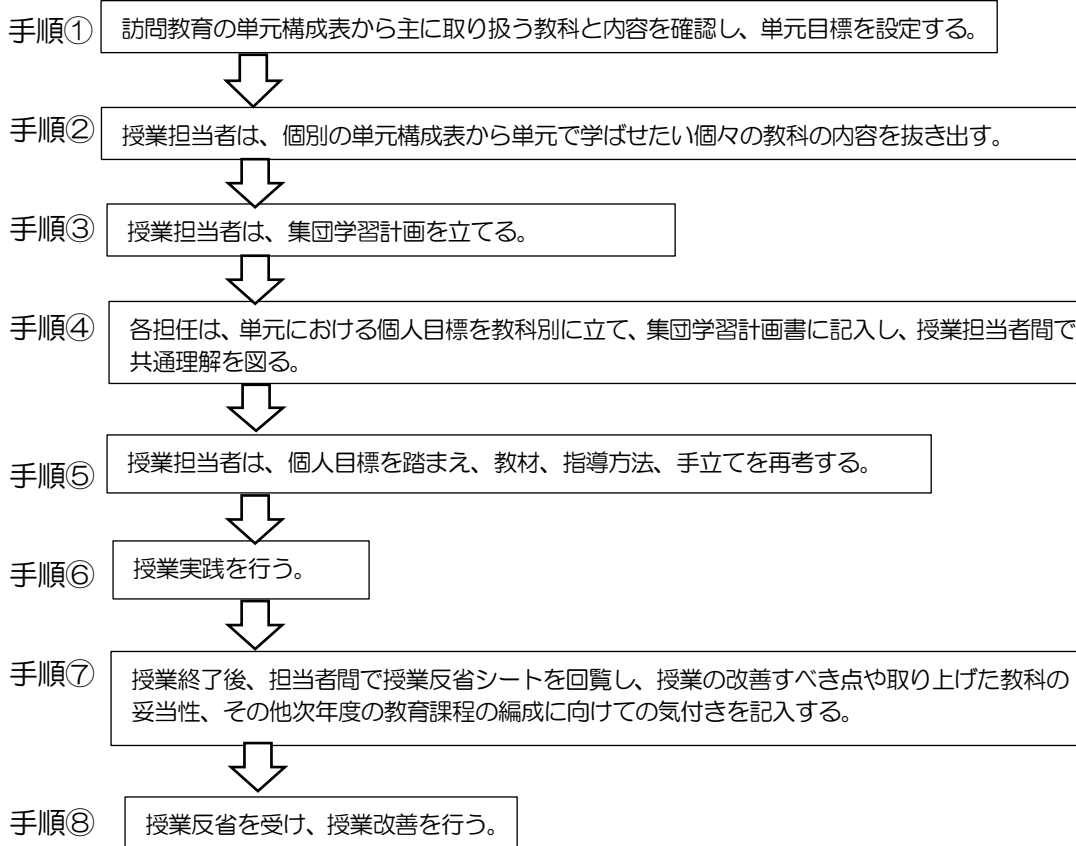 手順①
訪問教育の単元構成表から主に取り扱う教科と内容を確認し、単元目標を設定する。
手順②
授業担当者は、個別の単元構成表から単元で学ばせたい個々の教科の内容を抜き出す。
手順③
授業担当者は、集団学習計画を立てる。
手順④
各担任は、単元における個人目標を教科別に立て、集団学習計画書に記入し、授業担当者間で
共通理解を図る。
手順⑤
授業担当者は、個人目標を踏まえ、教材、指導方法、手立てを再考する。
手順⑥
授業実践を行う。
手順⑦
授業終了後、担当者間で授業反省シートを回覧し、授業の改善すべき点や取り上げた教科の
妥当性、その他次年度の教育課程の編成に向けての気付きを記入する。
手順⑧
授業反省を受け、授業改善を行う。